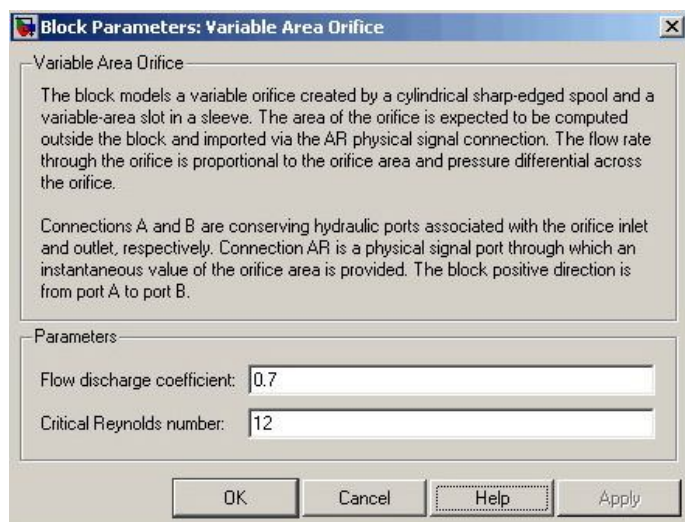 Block Parameters: Variable Area Orifice
Variable Area Orifice
The block models a variable orifice created by a cylindrical sharp-edged spool and a
variable-area slot in a sleeve. The area of the orifice is expected to be computed
outside the block and imported via the AR physical signal connection. The flow rate
through the orifice is proportional to the orifice area and pressure differential across
the orifice.
Connections A and B are conserving hydraulic ports associated with the orifice inlet
and outlet, respectively. Connection AR is a physical signal port through which an
instantaneous value of the orifice area is provided. The block positive direction is
from port A to port B.
Parameters
Flow discharge coefficient: 0.7
Critical Reynolds number: 12
OK Cancel Help Apply